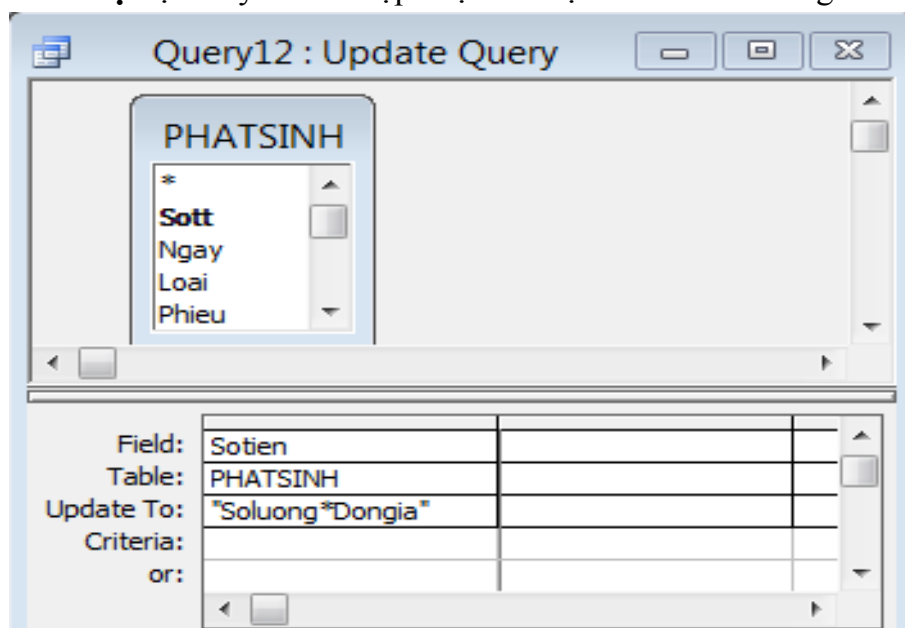 Query12 : Update Query
PHATSINH
*
Sott
Ngay
Loai
Phieu
Field: Sotien
Table: PHATSINH
Update To: "Soluong*Dongia"
Criteria:
or: